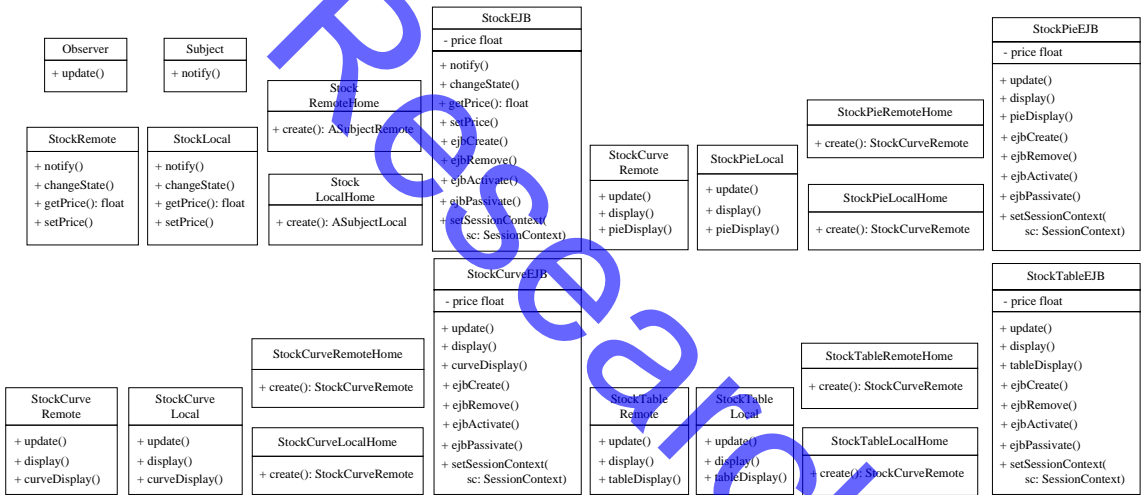 Observer
+ update()
Subject
+ notify()
StockRemote
+ notify()
+ changeState()
+ getPrice(): float
+ setPrice()
StockLocal
+ notify()
+ changeState()
+ getPrice(): float
+ setPrice()
Stock
RemoteHome
+ create(): ASubjectRemote
Stock
LocalHome
+ create(): ASubjectLocal
StockEJB
- price float
+ notify()
+ changeState()
+ getPrice(): float
+ setPrice()
+ ejbCreate()
+ ejbRemove()
+ ejbActivate()
+ ejbPassivate()
+ setSessionContext(
sc: SessionContext)
StockCurve
Remote
+ update()
+ display()
+ pieDisplay()
StockPieLocal
+ update()
+ display()
+ pieDisplay()
StockPieRemoteHome
+ create(): StockCurveRemote
StockPieLocalHome
+ create(): StockCurveRemote
StockPieEJB
- price float
+ update()
+ display()
+ pieDisplay()
+ ejbCreate()
+ ejbRemove()
+ ejbActivate()
+ ejbPassivate()
+setSessionContext(
sc: SessionContext)
StockCurve
Remote
+ update()
+ display()
+ curveDisplay()
StockCurve
Local
+ update()
+ display()
+ curveDisplay()
StockCurveRemoteHome
+ create(): StockCurveRemote
StockCurveLocalHome
+ create(): StockCurveRemote
StockCurveEJB
- price float
+ update()
+ display()
+ curveDisplay()
+ ejbCreate()
+ ejbRemove()
+ ejbActivate()
+ ejbPassivate()
+ setSessionContext(
sc: SessionContext)
StockTable
Remote
+ update()
+ display()
+ tableDisplay()
StockTable
Local
+ update()
+ display()
+ tableDisplay()
StockTableRemoteHome
+ create(): StockCurveRemote
StockTableLocalHome
+ create(): StockCurveRemote
StockTableEJB
- price float
+ update()
+ display()
+ tableDisplay()
+ ejbCreate()
+ ejbRemove()
+ ejbActivate()
+ ejbPassivate()
+ setSessionContext(
sc: SessionContext)
Researc